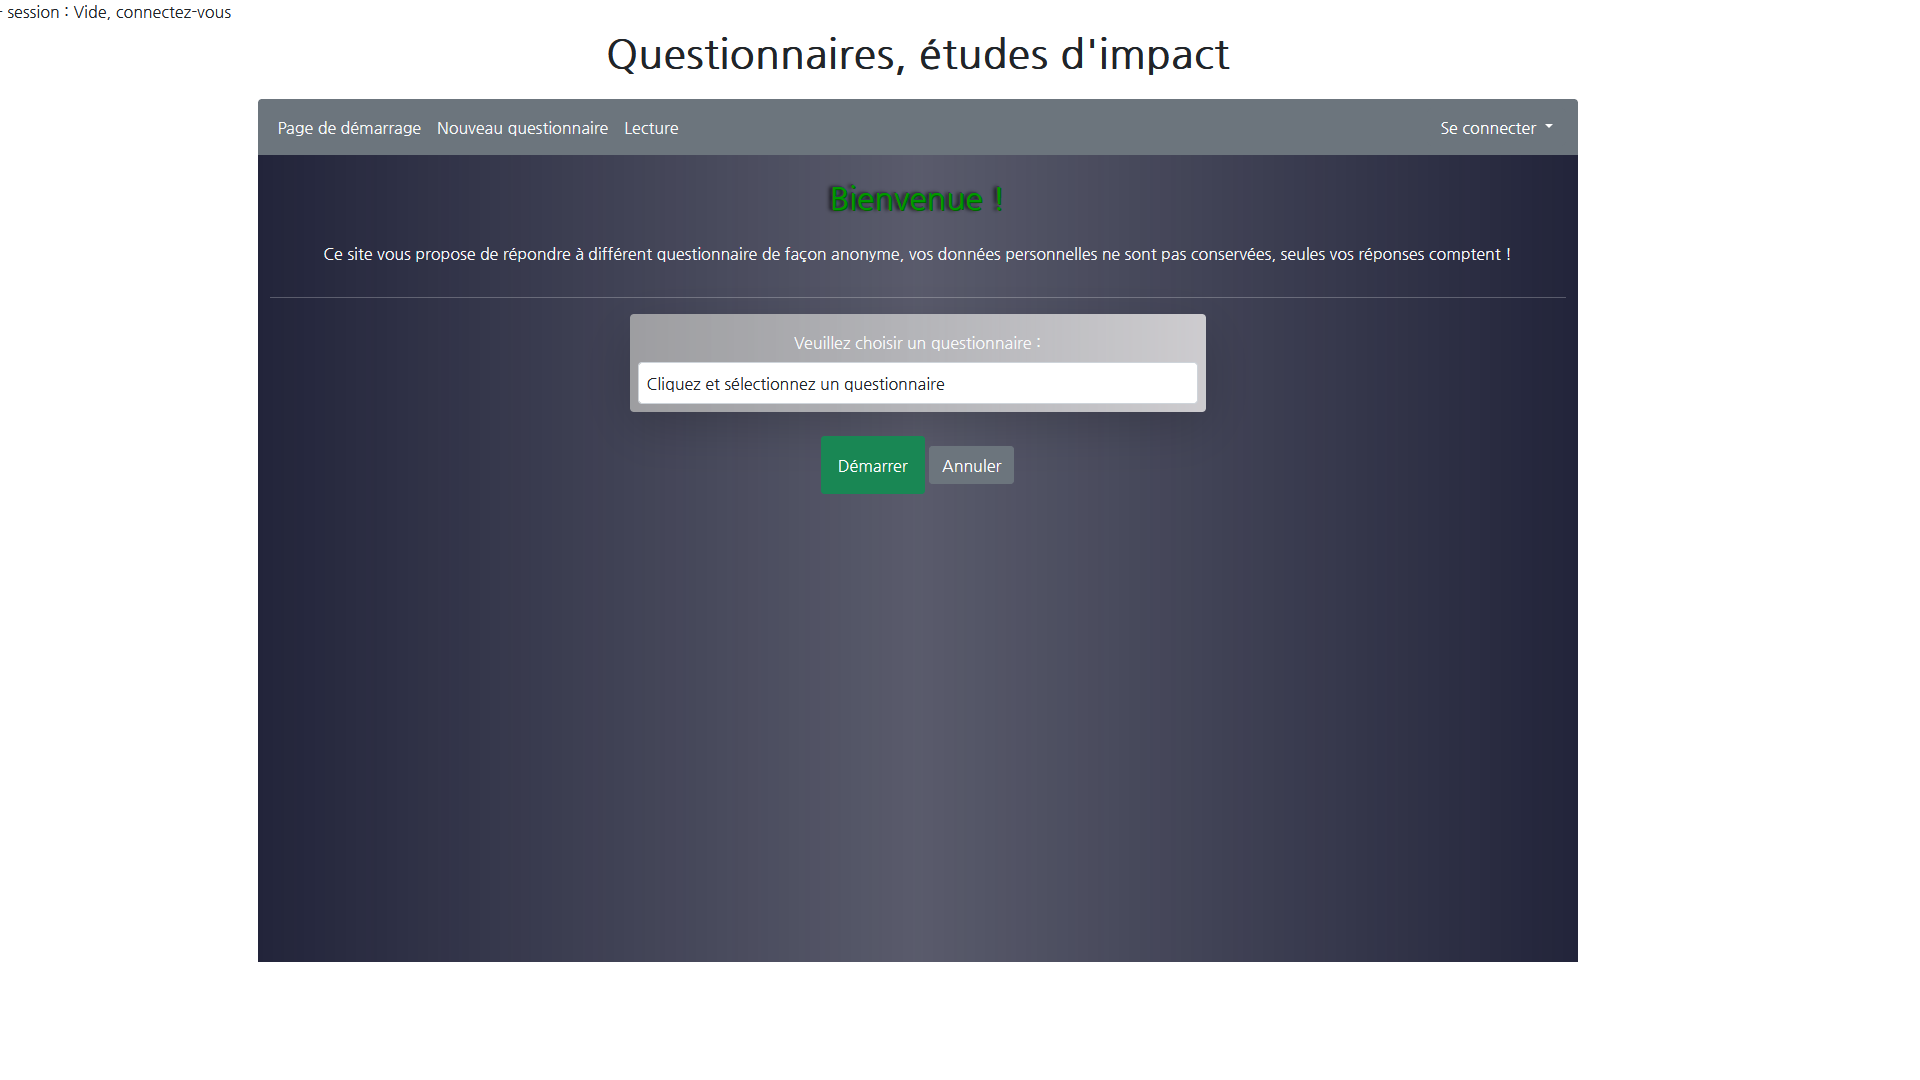 - session : Vide, connectez-vous
Questionnaires, études d'impact
Page de démarrage Nouveau questionnaire Lecture Se connecter
Bienvenue !
Ce site vous propose de répondre à différent questionnaire de façon anonyme, vos données personnelles ne sont pas conservées, seules vos réponses comptent !
Veuillez choisir un questionnaire :
Cliquez et sélectionnez un questionnaire
Démarrer Annuler